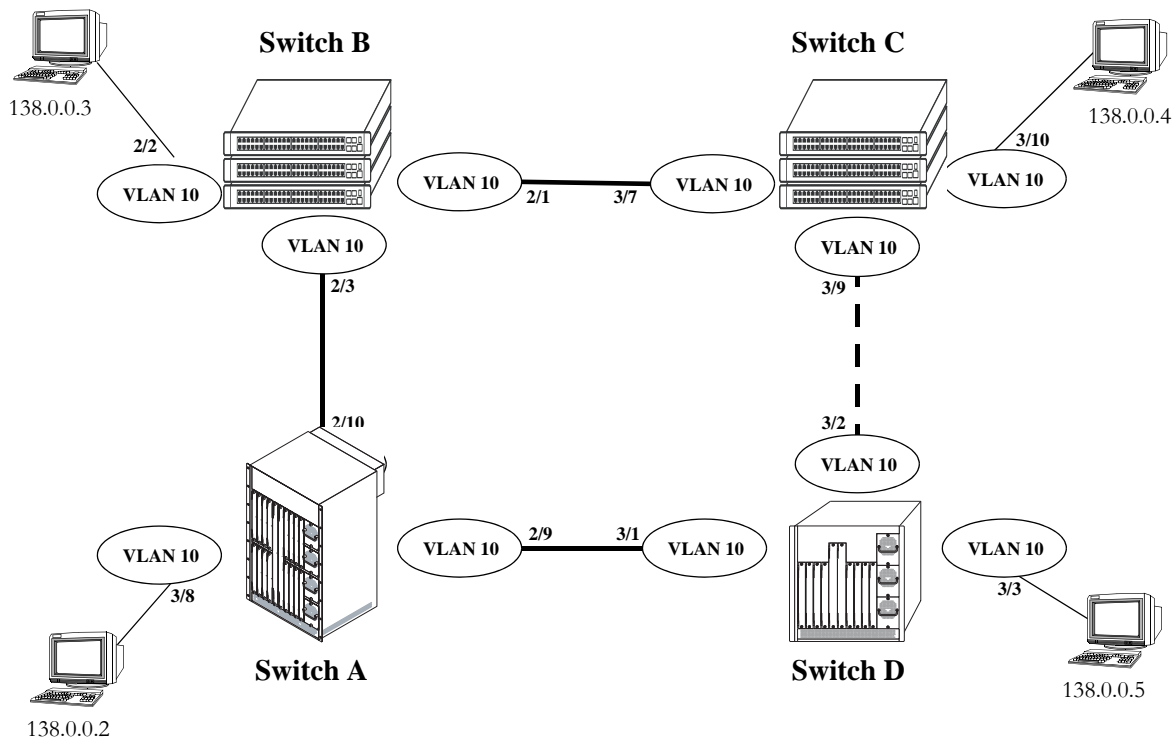 Switch B
Switch C
138.0.0.3
138.0.0.4
2/2
3/10
VLAN 10
VLAN 10
VLAN 10
VLAN 10
2/1
3/7
VLAN 10
VLAN 10
2/3
3/9
2/10
3/2
VLAN 10
VLAN 10
VLAN 10
2/9
3/1
VLAN 10
VLAN 10
3/8
3/3
Switch A
Switch D
138.0.0.2
138.0.0.5